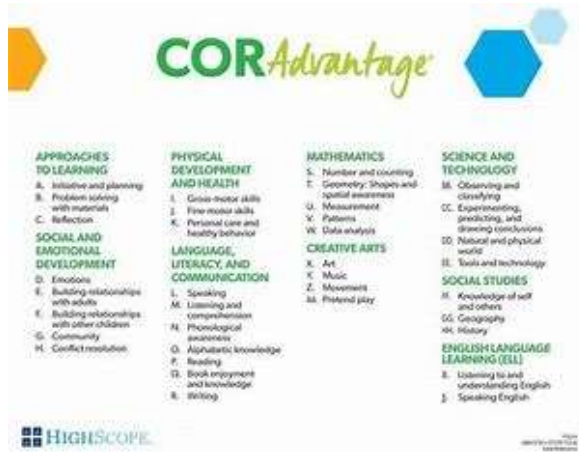 COR Advantage
APPROACHES
TO LEARNING
A. Initiative and planning
B. Problem solving
with materials
C. Reflection
SOCIAL AND
EMOTIONAL
DEVELOPMENT
D. Emotions
E. Building relationships
with adults
F. Building relationships
with other children
G. Community
H. Conflict resolution
PHYSICAL
DEVELOPMENT
AND HEALTH
I. Gross-motor skills
J. Fine-motor skills
K. Personal care and
healthy behavior
LANGUAGE,
LITERACY, AND
COMMUNICATION
L. Speaking
M. Listening and
comprehension
N. Phonological
awareness
O. Alphabetic knowledge
P. Reading
Q. Book enjoyment
and knowledge
R. Writing
MATHEMATICS
S. Number and counting
T. Geometry: Shapes and
spatial awareness
U. Measurement
V. Patterns
W. Data analysis
CREATIVE ARTS
X. Art
Y. Music
Z. Movement
AA. Pretend play
SCIENCE AND
TECHNOLOGY
BB. Observing and
classifying
CC. Experimenting,
predicting, and
drawing conclusions
DD. Natural and physical
world
EE. Tools and technology
SOCIAL STUDIES
FF. Knowledge of self
and others
GG. Geography
HH. History
ENGLISH LANGUAGE
LEARNING (ELL)
Listening to and
understanding English
Speaking English
HIGHSCOPE